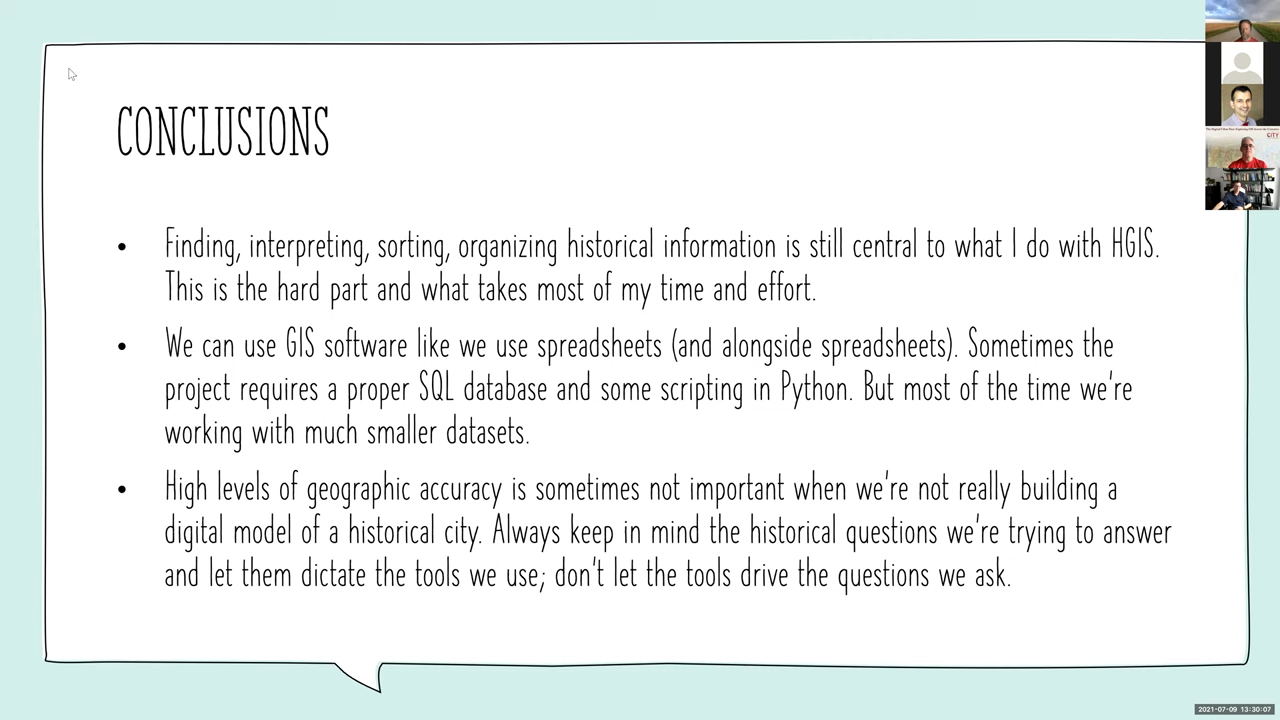 CONCLUSIONS
• Finding, interpreting, sorting, organizing historical information is still central to what I do with HGIS.
This is the hard part and what takes most of my time and effort.
• We can use GIS software like we use spreadsheets (and alongside spreadsheets). Sometimes the
project requires a proper SQL database and some scripting in Python. But most of the time we're
working with much smaller datasets.
• High levels of geographic accuracy is sometimes not important when we're not really building a
digital model of a historical city. Always keep in mind the historical questions we're trying to answer
and let them dictate the tools we use; don't let the tools drive the questions we ask.
CITY
2021-07-09 13:30:07